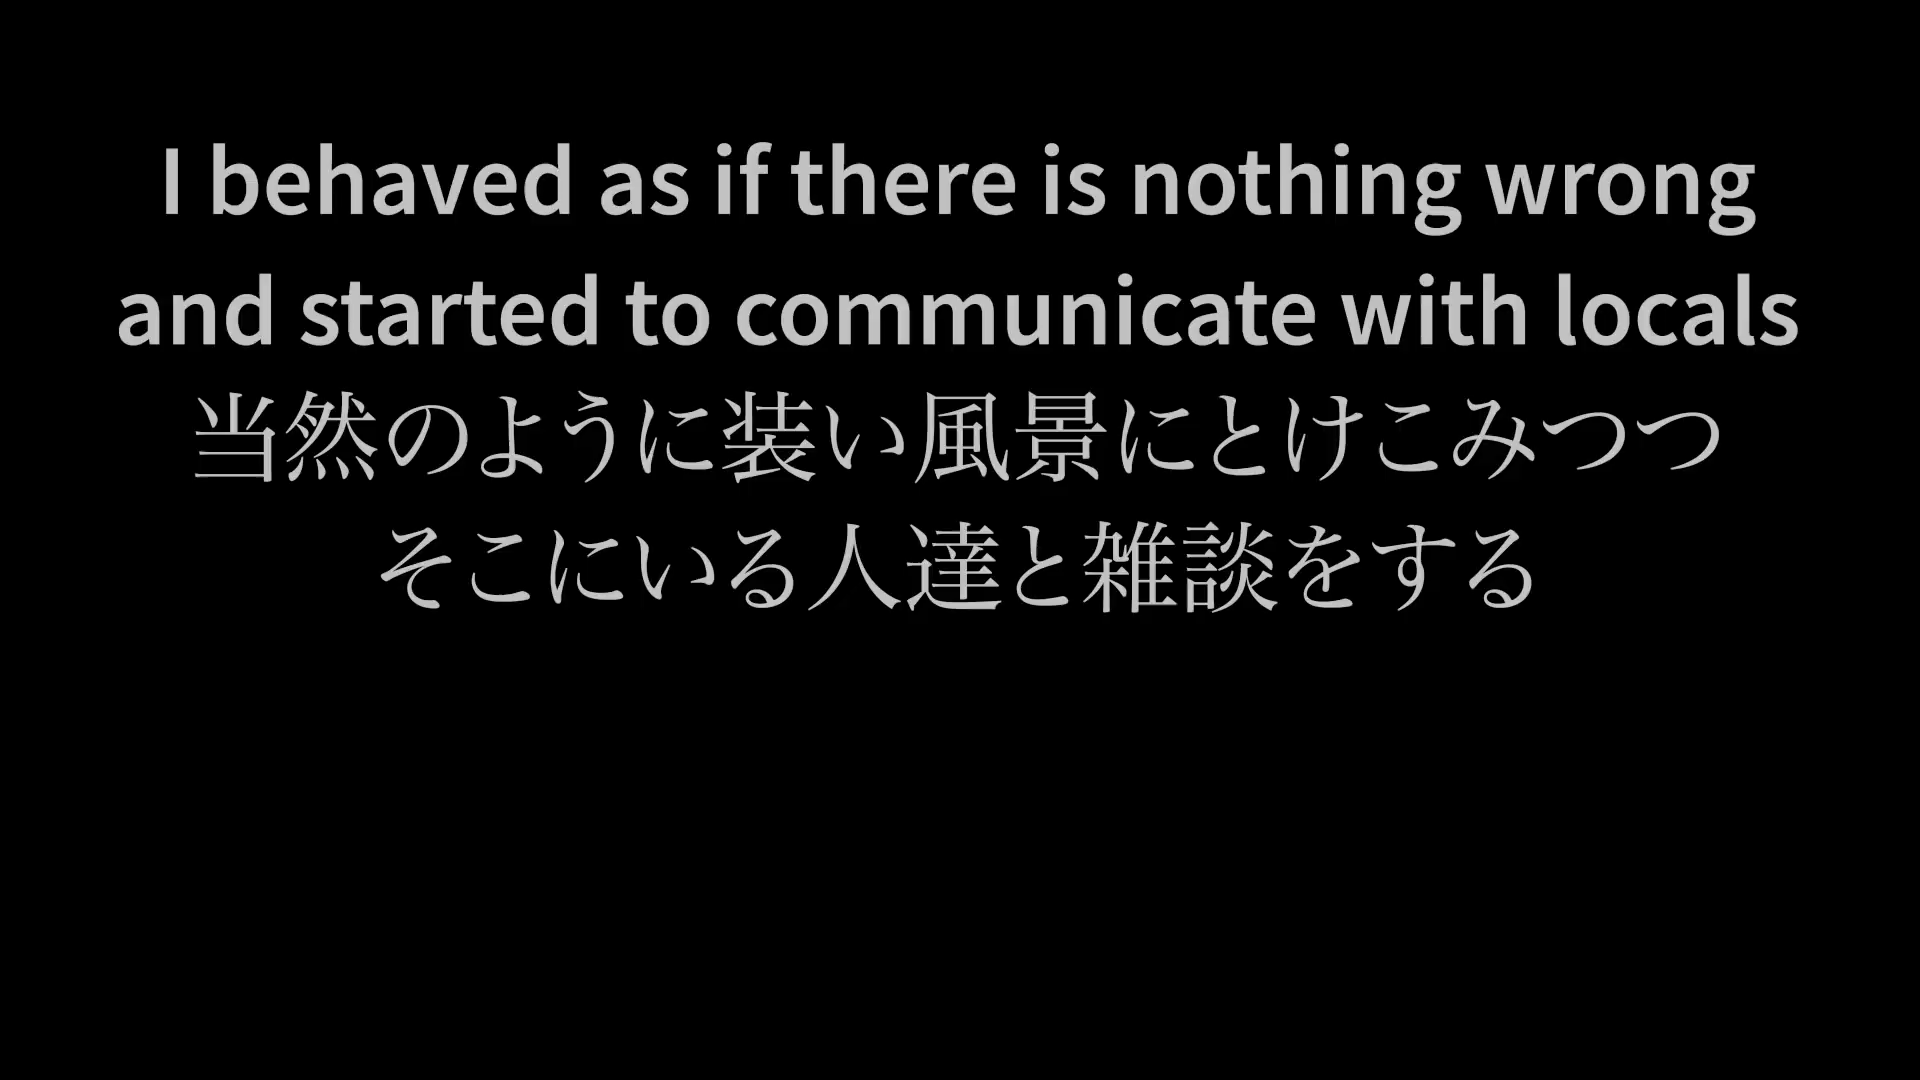 I behaved as if there is nothing wrong
and started to communicate with locals
当然のように装い風景にとけこみつつ
そこにいる人達と雑談をする